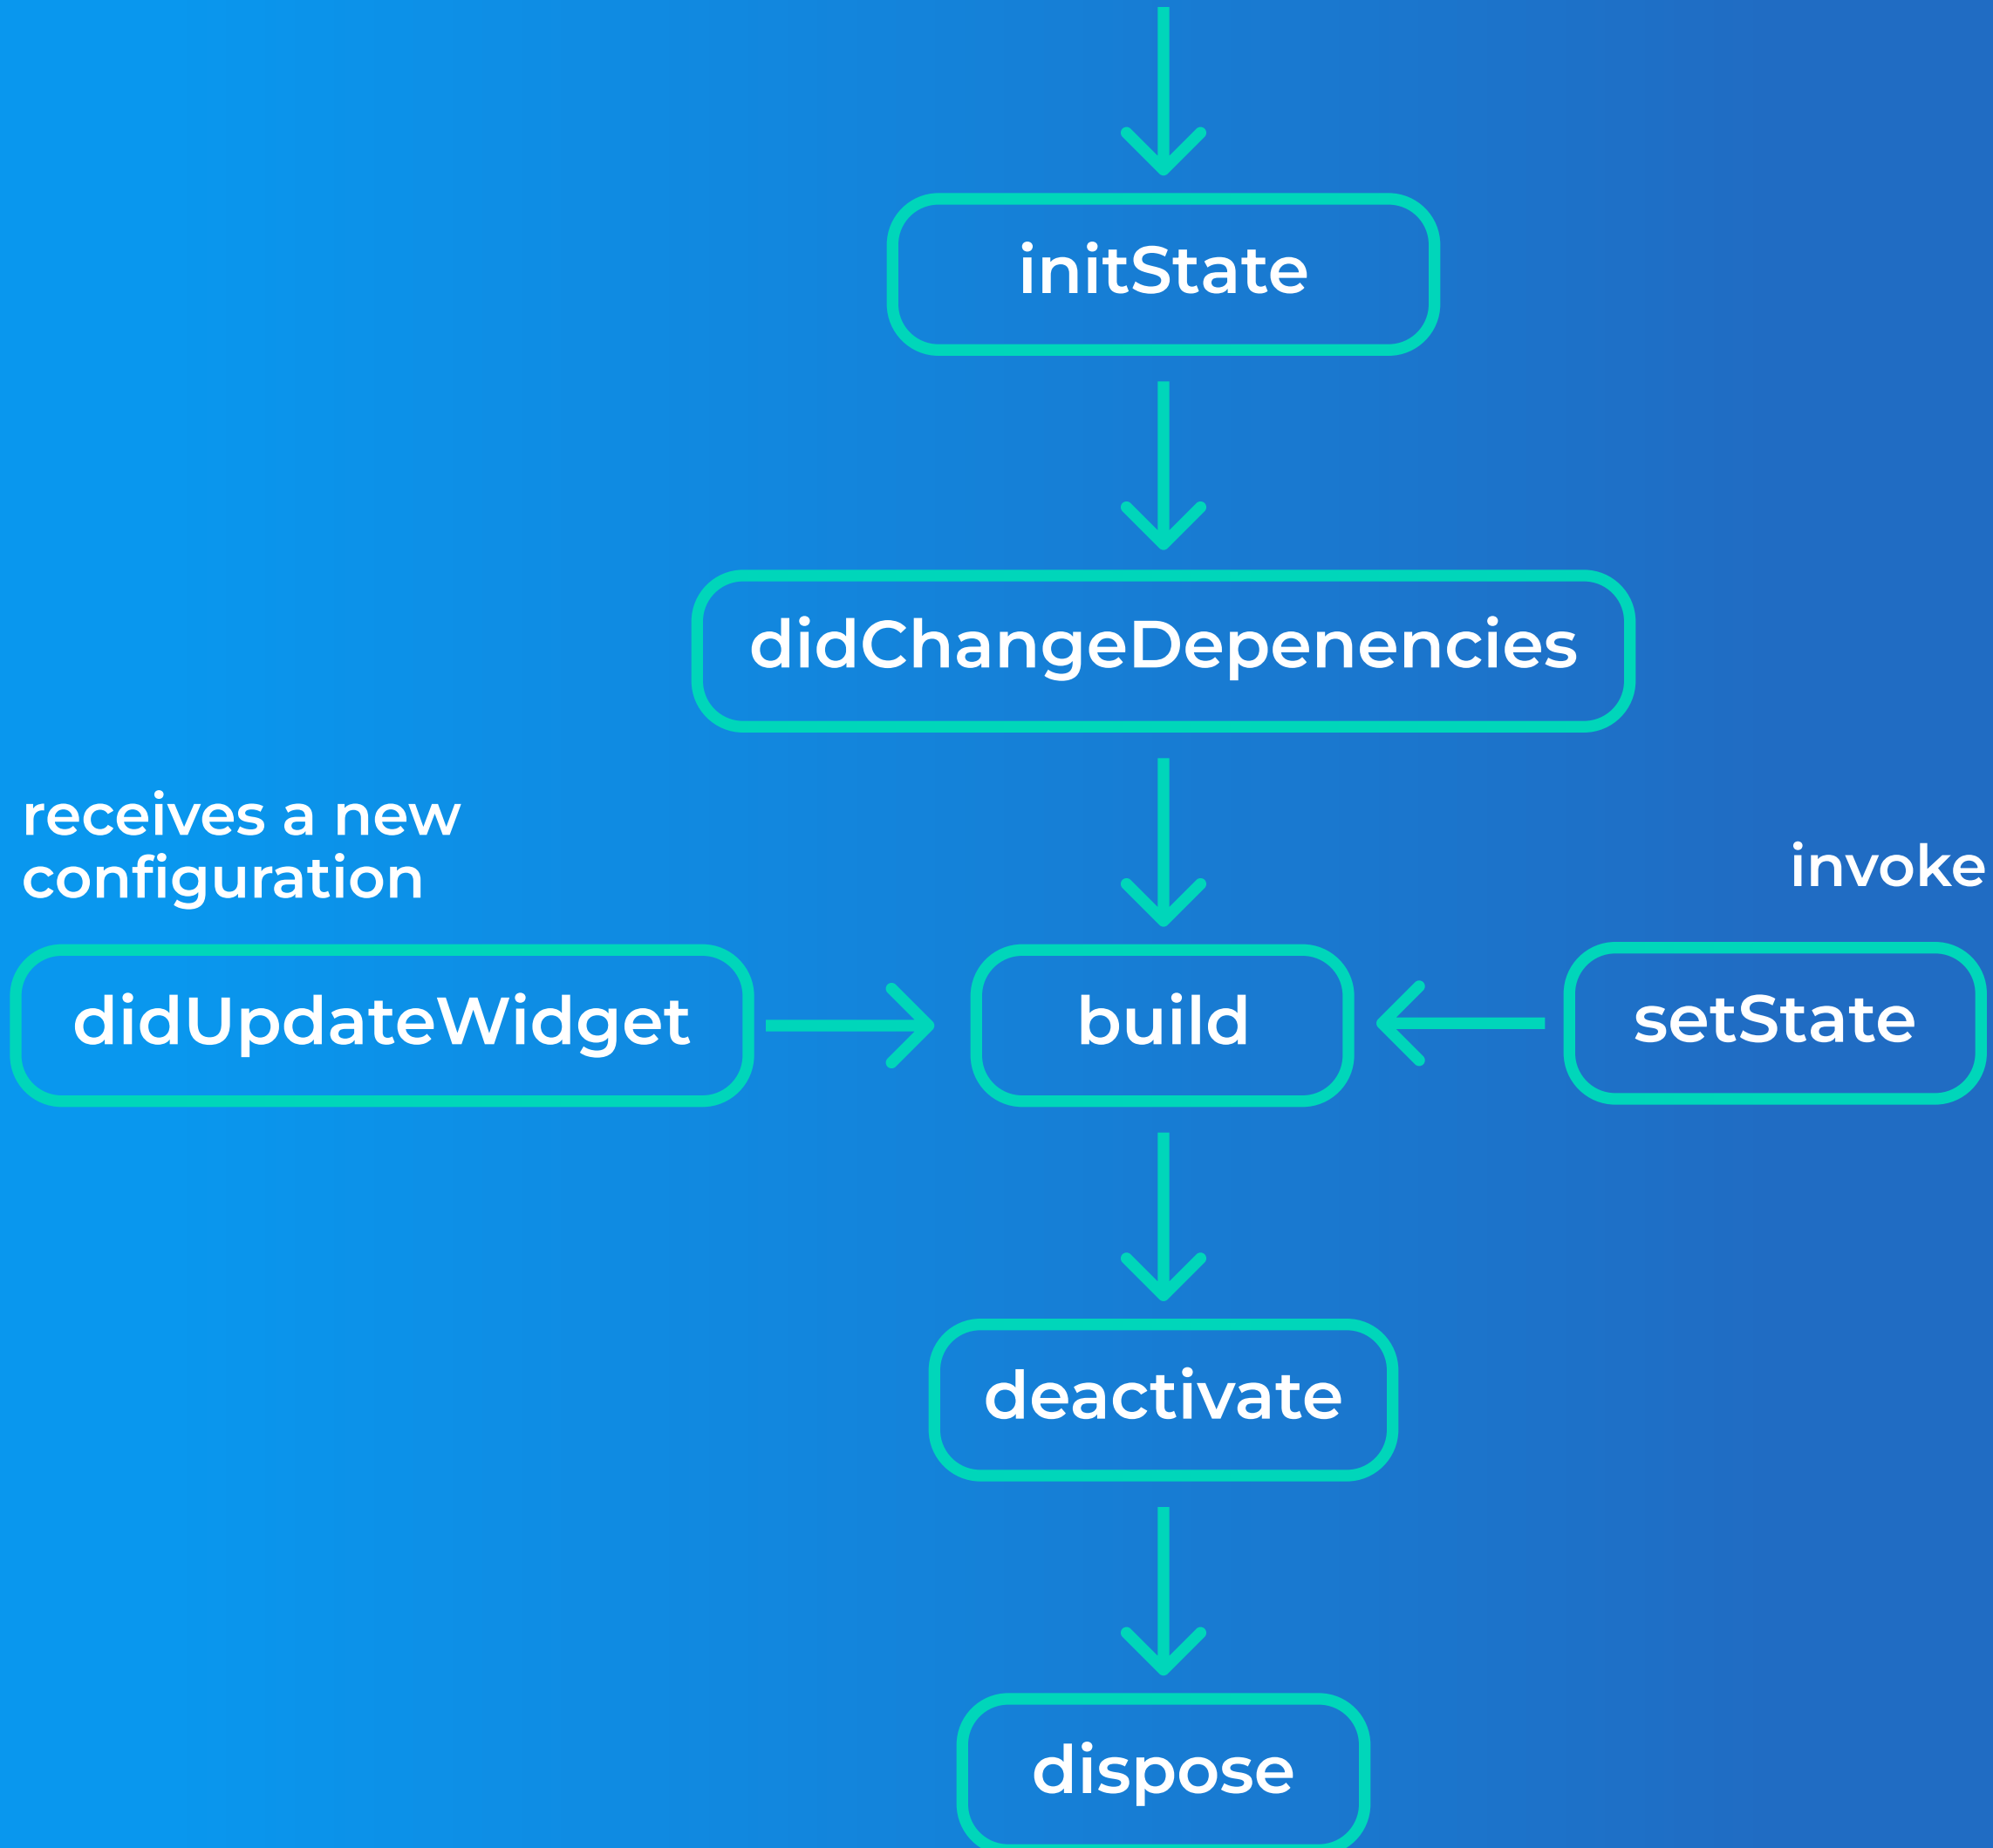 initState
didChangeDepenencies
receives a new
configuration
invoke
didUpdateWidget
build
setState
deactivate
dispose